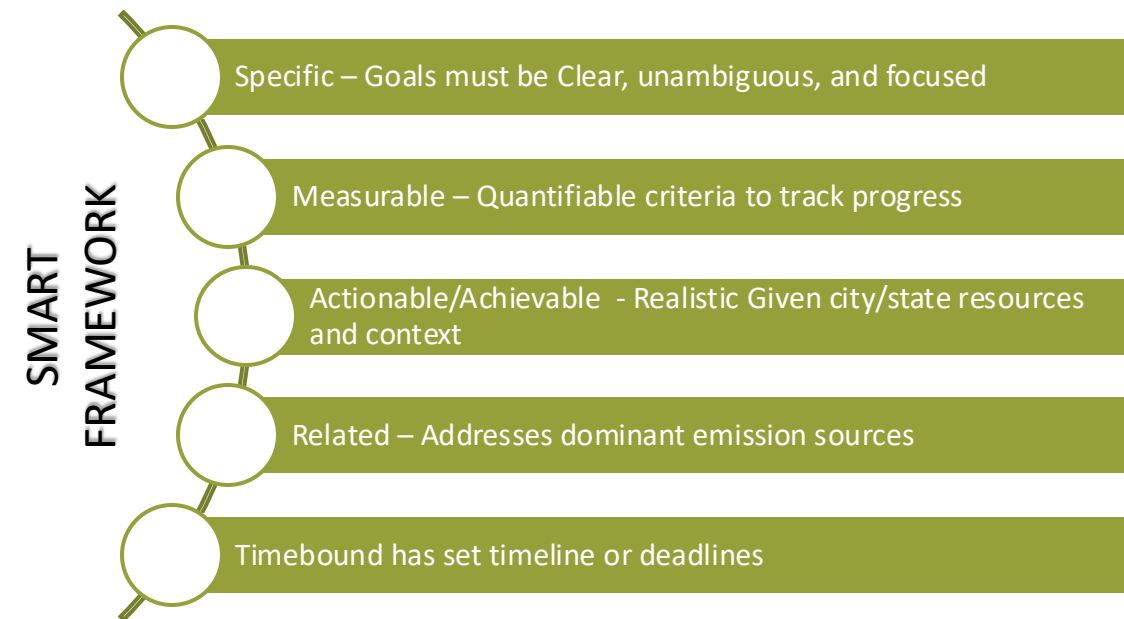 SMART
FRAMEWORK
Specific – Goals must be Clear, unambiguous, and focused
Measurable – Quantifiable criteria to track progress
Actionable/Achievable  - Realistic Given city/state resources
and context
Related – Addresses dominant emission sources
Timebound has set timeline or deadlines